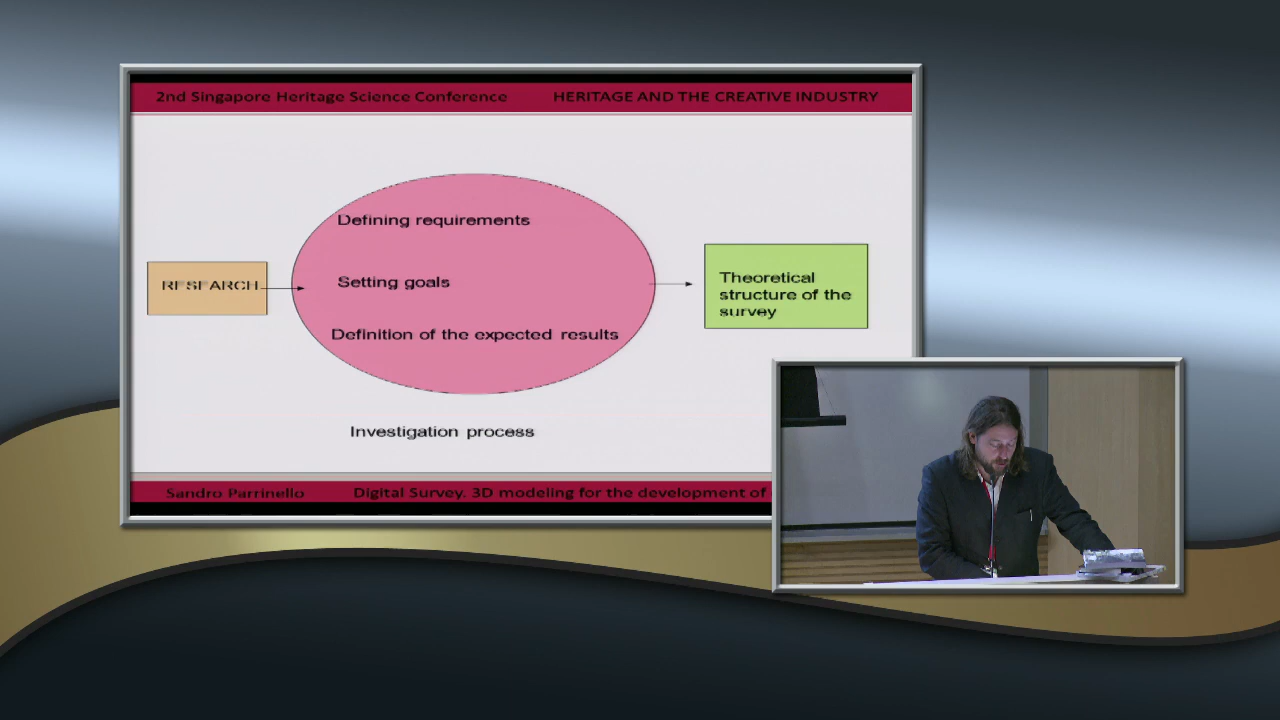 2nd Singapore Heritage Science Conference HERITAGE AND THE CREATIVE INDUSTRY
Defining requirements
RESEARCH
Setting goals
Definition of the expected results
Theoretical
structure of the
survey
Investigation process
Sandro Parrinello Digital Survey. 3D modeling for the development of